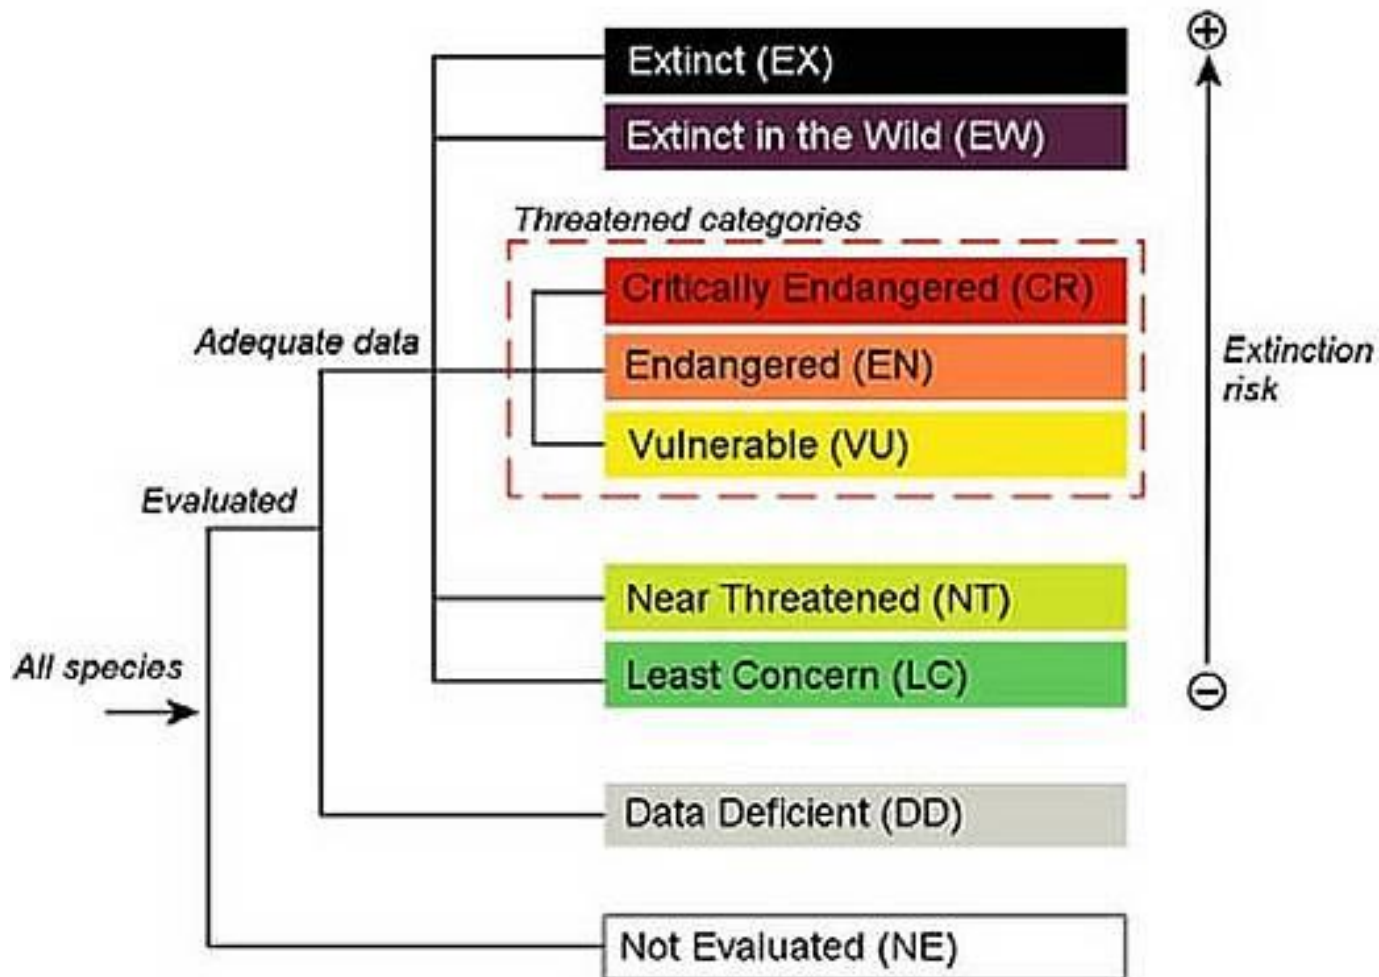 Extinct (EX)
Extinct in the Wild (EW)
Threatened categories
Critically Endangered (CR)
Adequate data
Endangered (EN)
Extinction
risk
Vulnerable (VU)
Evaluated
Near Threatened (NT)
All species
Least Concern (LC)
Data Deficient (DD)
Not Evaluated (NE)